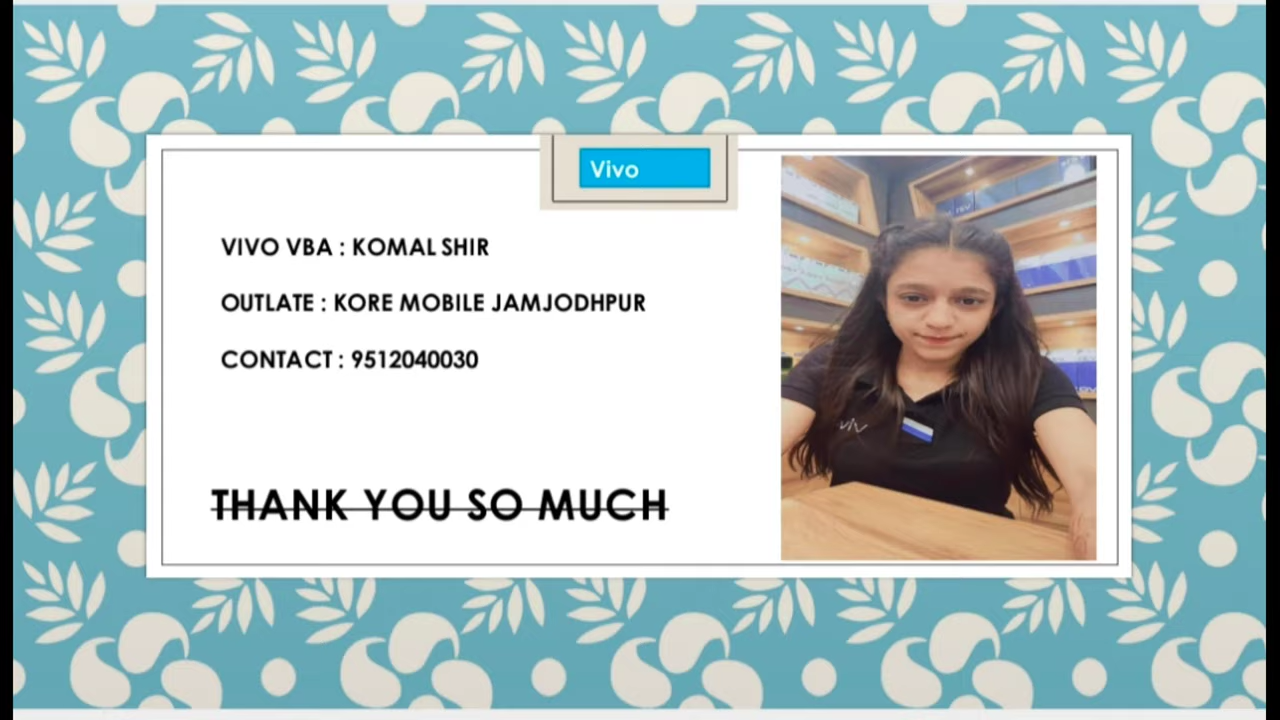 Vivo
VIVO VBA : KOMAL SHIR
OUTLATE : KORE MOBILE JAMJODHPUR
CONTACT : 9512040030
THANK YOU SO MUCH